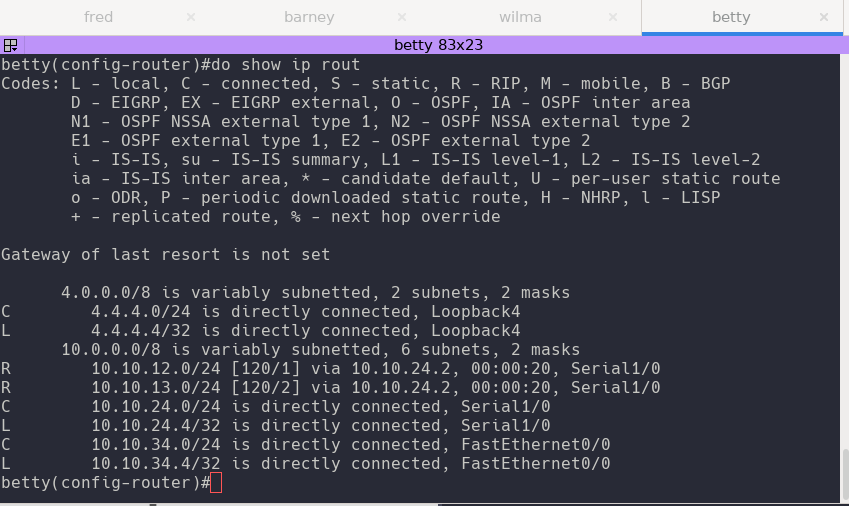 fred × barney × wilma × betty ×
betty 83x23
betty(config-router)#do show ip rout
Codes: L - local, C - connected, S - static, R - RIP, M - mobile, B - BGP
       D - EIGRP, EX - EIGRP external, O - OSPF, IA - OSPF inter area
       N1 - OSPF NSSA external type 1, N2 - OSPF NSSA external type 2
       E1 - OSPF external type 1, E2 - OSPF external type 2
       i - IS-IS, su - IS-IS summary, L1 - IS-IS level-1, L2 - IS-IS level-2
       ia - IS-IS inter area, * - candidate default, U - per-user static route
       o - ODR, P - periodic downloaded static route, H - NHRP, l - LISP
       + - replicated route, % - next hop override

Gateway of last resort is not set

      4.0.0.0/8 is variably subnetted, 2 subnets, 2 masks
C        4.4.4.0/24 is directly connected, Loopback4
L        4.4.4.4/32 is directly connected, Loopback4
      10.0.0.0/8 is variably subnetted, 6 subnets, 2 masks
R        10.10.12.0/24 [120/1] via 10.10.24.2, 00:00:20, Serial1/0
R        10.10.13.0/24 [120/2] via 10.10.24.2, 00:00:20, Serial1/0
C        10.10.24.0/24 is directly connected, Serial1/0
L        10.10.24.4/32 is directly connected, Serial1/0
C        10.10.34.0/24 is directly connected, FastEthernet0/0
L        10.10.34.4/32 is directly connected, FastEthernet0/0
betty(config-router)#